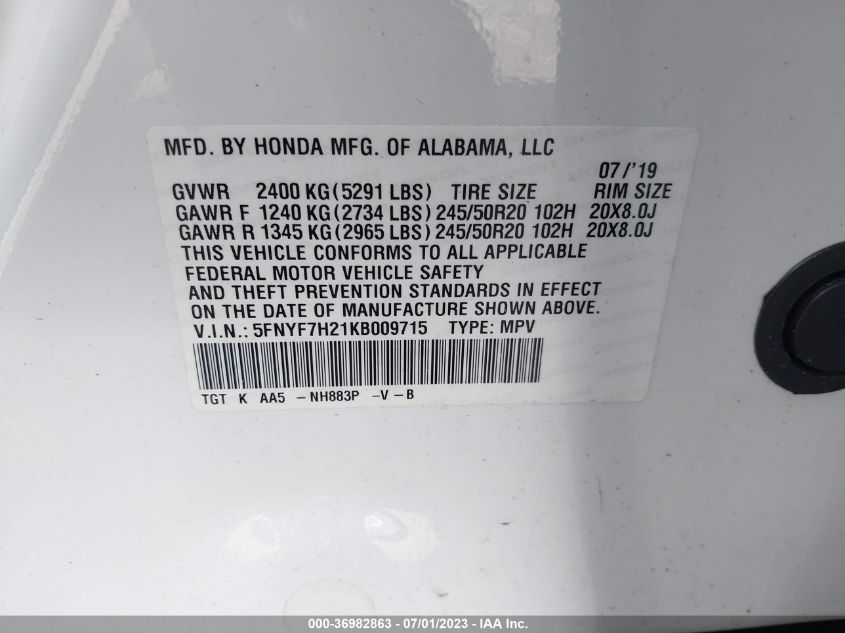 MFD. BY HONDA MFG. OF ALABAMA, LLC
07/'19
GVWR 2400 KG(5291 LBS) TIRE SIZE RIM SIZE
GAWR F 1240 KG(2734 LBS)245/50R20 102H 20X8.0J
GAWR R 1345 KG(2965 LBS)245/50R20 102H 20X8.0J
THIS VEHICLE CONFORMS TO ALL APPLICABLE
FEDERAL MOTOR VEHICLE SAFETY
AND THEFT PREVENTION STANDARDS IN EFFECT
ON THE DATE OF MANUFACTURE SHOWN ABOVE.
V.I.N.: 5FNYF7H21KB009715 TYPE: MPV
TGT K AA5 -NH883P -V-B
000-36982863 - 07/01/2023 - IAA Inc.